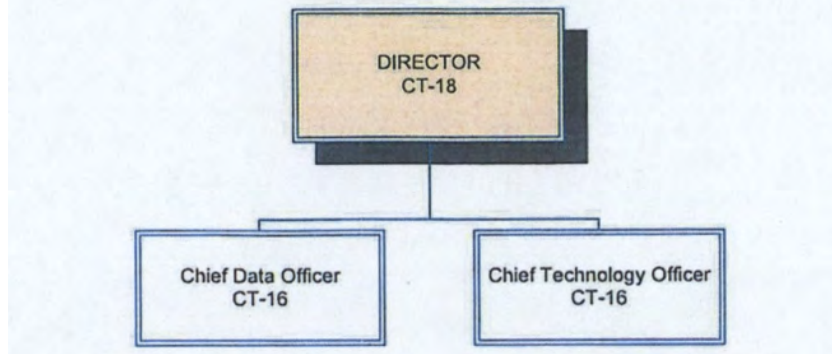 DIRECTOR
CT-18
Chief Data Officer
CT-16
Chief Technology Officer
CT-16